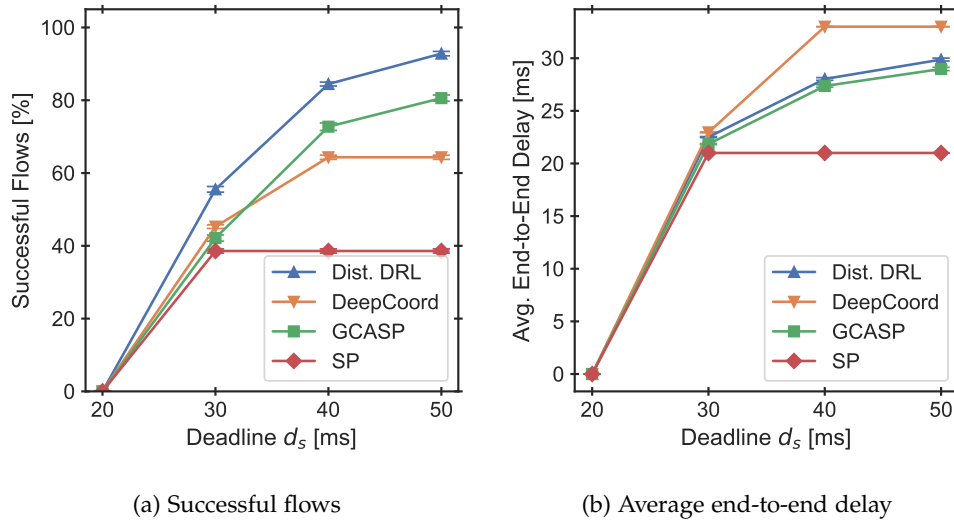 100
80
60
40
20
0
Successful Flows [%]
20 30 40 50
Deadline d_s [ms]
Dist. DRL
DeepCoord
GCASP
SP
(a) Successful flows
30
25
20
15
10
5
0
Avg. End-to-End Delay [ms]
20 30 40 50
Deadline d_s [ms]
Dist. DRL
DeepCoord
GCASP
SP
(b) Average end-to-end delay